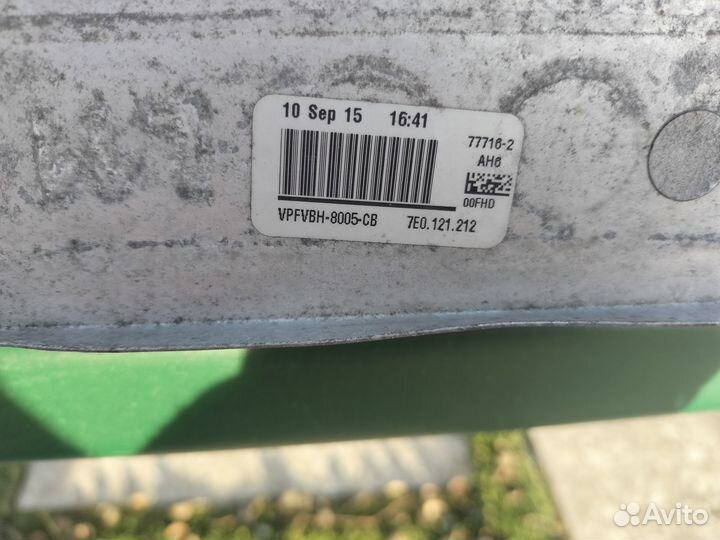 10 Sep 15 16:41
77716-2
AH6
00FHD
VPFVBH-8005-CB 7E0.121.212
Avito